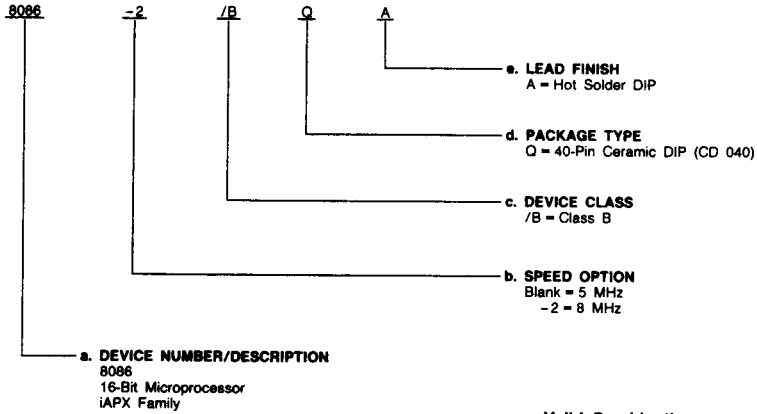 8086 -2 /B Q A
e. LEAD FINISH
A = Hot Solder DIP
d. PACKAGE TYPE
Q = 40-Pin Ceramic DIP (CD 040)
c. DEVICE CLASS
/B = Class B
b. SPEED OPTION
Blank = 5 MHz
-2 = 8 MHz
a. DEVICE NUMBER/DESCRIPTION
8086
16-Bit Microprocessor
iAPX Family